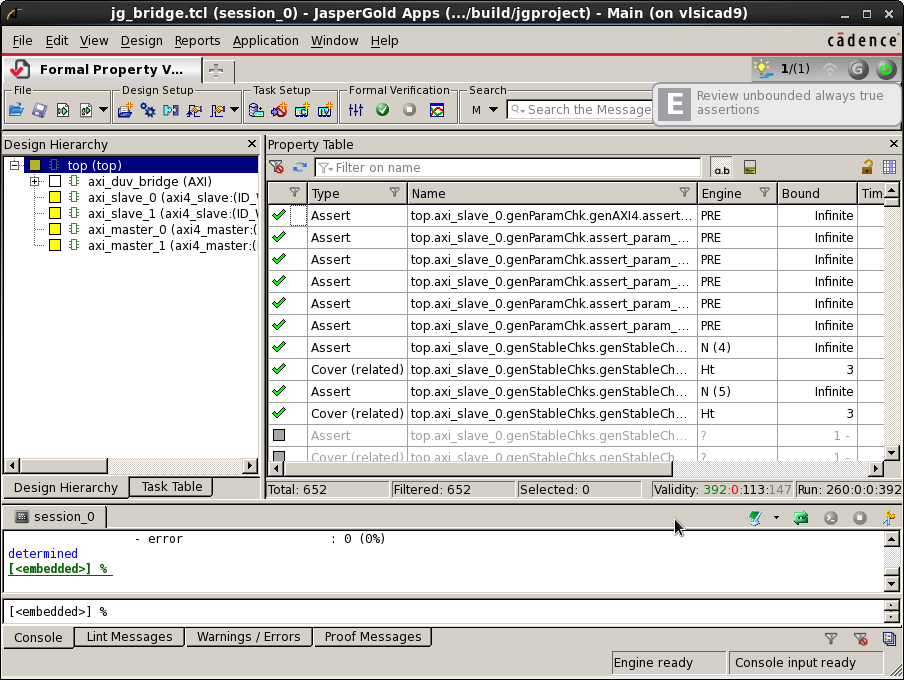 jg_bridge.tcl (session_0) - JasperGold Apps (.../build/jgproject) - Main (on vlsicad9)
File Edit View Design Reports Application Window Help
cādence
Formal Property V...
1/(1)
G
File Design Setup Task Setup Formal Verification Search
M Search the Message
E
Review unbounded always true
assertions
Design Hierarchy
top (top)
axi_duv_bridge (AXI)
axi_slave_0 (axi4_slave:(ID_
axi_slave_1 (axi4_slave:(ID_
axi_master_0 (axi4_master:(
axi_master_1 (axi4_master:(
Design Hierarchy Task Table
Property Table
Filter on name
a.b
Type Name Engine Bound Tim
Assert top.axi_slave_0.genParamChk.genAXI4.assert... PRE Infinite
Assert top.axi_slave_0.genParamChk.assert_param_... PRE Infinite
Assert top.axi_slave_0.genParamChk.assert_param_... PRE Infinite
Assert top.axi_slave_0.genParamChk.assert_param_... PRE Infinite
Assert top.axi_slave_0.genParamChk.assert_param_... PRE Infinite
Assert top.axi_slave_0.genParamChk.assert_param_... PRE Infinite
Assert top.axi_slave_0.genStableChks.genStableCh... N (4) Infinite
Cover (related) top.axi_slave_0.genStableChks.genStableCh... Ht 3
Assert top.axi_slave_0.genStableChks.genStableCh... N (5) Infinite
Cover (related) top.axi_slave_0.genStableChks.genStableCh... Ht 3
Assert top.axi_slave_0.genStableChks.genStableCh... ? 1 -
Cover (related) top.axi_slave_0.genStableChks.genStableCh... ? 1 -
Total: 652 Filtered: 652 Selected: 0 Validity: 392:0:113:147 Run: 260:0:0:392
session_0
- error : 0 (0%)
determined
[<embedded>] %
[<embedded>] %
Console Lint Messages Warnings / Errors Proof Messages
Engine ready Console input ready